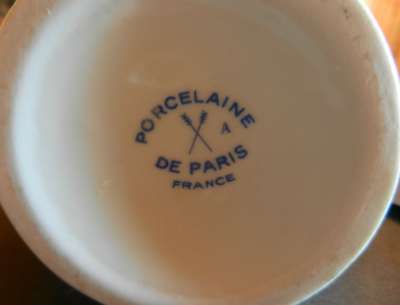 PORCELAINE
A
DE PARIS
FRANCE